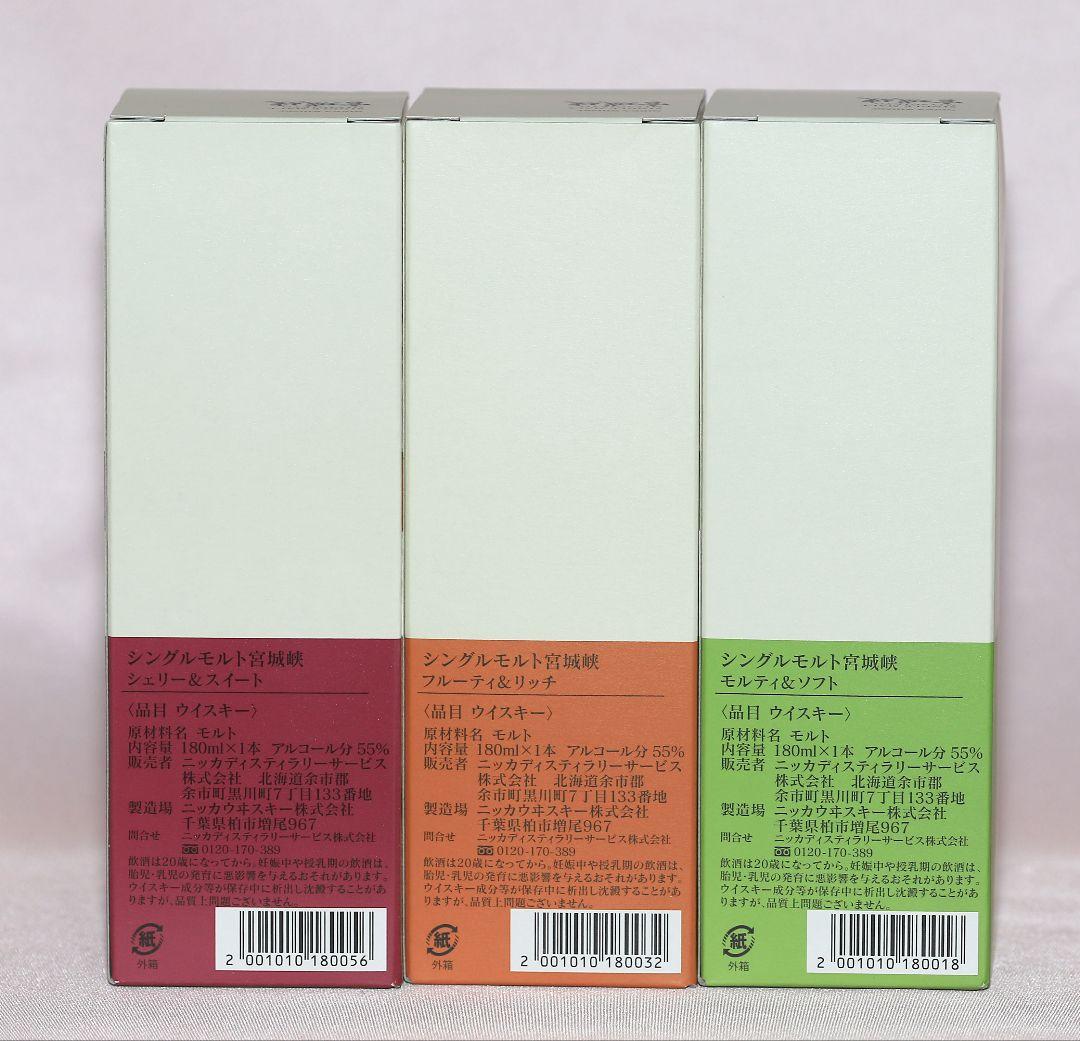 シングルモルト宮城峡
シェリー&スイート
〈品目 ウイスキー〉
原材料名 モルト
内容量 180ml×1本 アルコール分 55%
販売者 ニッカディスティラリーサービス
株式会社 北海道余市郡
余市町黒川町7丁目133番地
製造場 ニッカウヰスキー株式会社
千葉県柏市増尾967
問合せ ニッカディスティラリーサービス株式会社
0120-170-389
飲酒は20歳になってから。妊娠中や授乳期の飲酒は、
胎児・乳児の発育に悪影響を与えるおそれがあります。
ウイスキー成分等が保存中に析出し沈澱することがあ
りますが、品質上問題ございません。
紙
外箱
2 001010 180056
シングルモルト宮城峡
フルーティ&リッチ
〈品目 ウイスキー〉
原材料名 モルト
内容量 180ml×1本 アルコール分 55%
販売者 ニッカディスティラリーサービス
株式会社 北海道余市郡
余市町黒川町7丁目133番地
製造場 ニッカウヰスキー株式会社
千葉県柏市増尾967
問合せ ニッカディスティラリーサービス株式会社
0120-170-389
飲酒は20歳になってから。妊娠中や授乳期の飲酒は、
胎児・乳児の発育に悪影響を与えるおそれがあります。
ウイスキー成分等が保存中に析出し沈澱することがあ
りますが、品質上問題ございません。
紙
外箱
2 001010 180032
シングルモルト宮城峡
モルティ&ソフト
〈品目 ウイスキー〉
原材料名 モルト
内容量 180ml×1本 アルコール分 55%
販売者 ニッカディスティラリーサービス
株式会社 北海道余市郡
余市町黒川町7丁目133番地
製造場 ニッカウヰスキー株式会社
千葉県柏市増尾967
問合せ ニッカディスティラリーサービス株式会社
0120-170-389
飲酒は20歳になってから。妊娠中や授乳期の飲酒は、
胎児・乳児の発育に悪影響を与えるおそれがあります。
ウイスキー成分等が保存中に析出し沈澱することがあ
りますが、品質上問題ございません。
紙
外箱
2 001010 180018